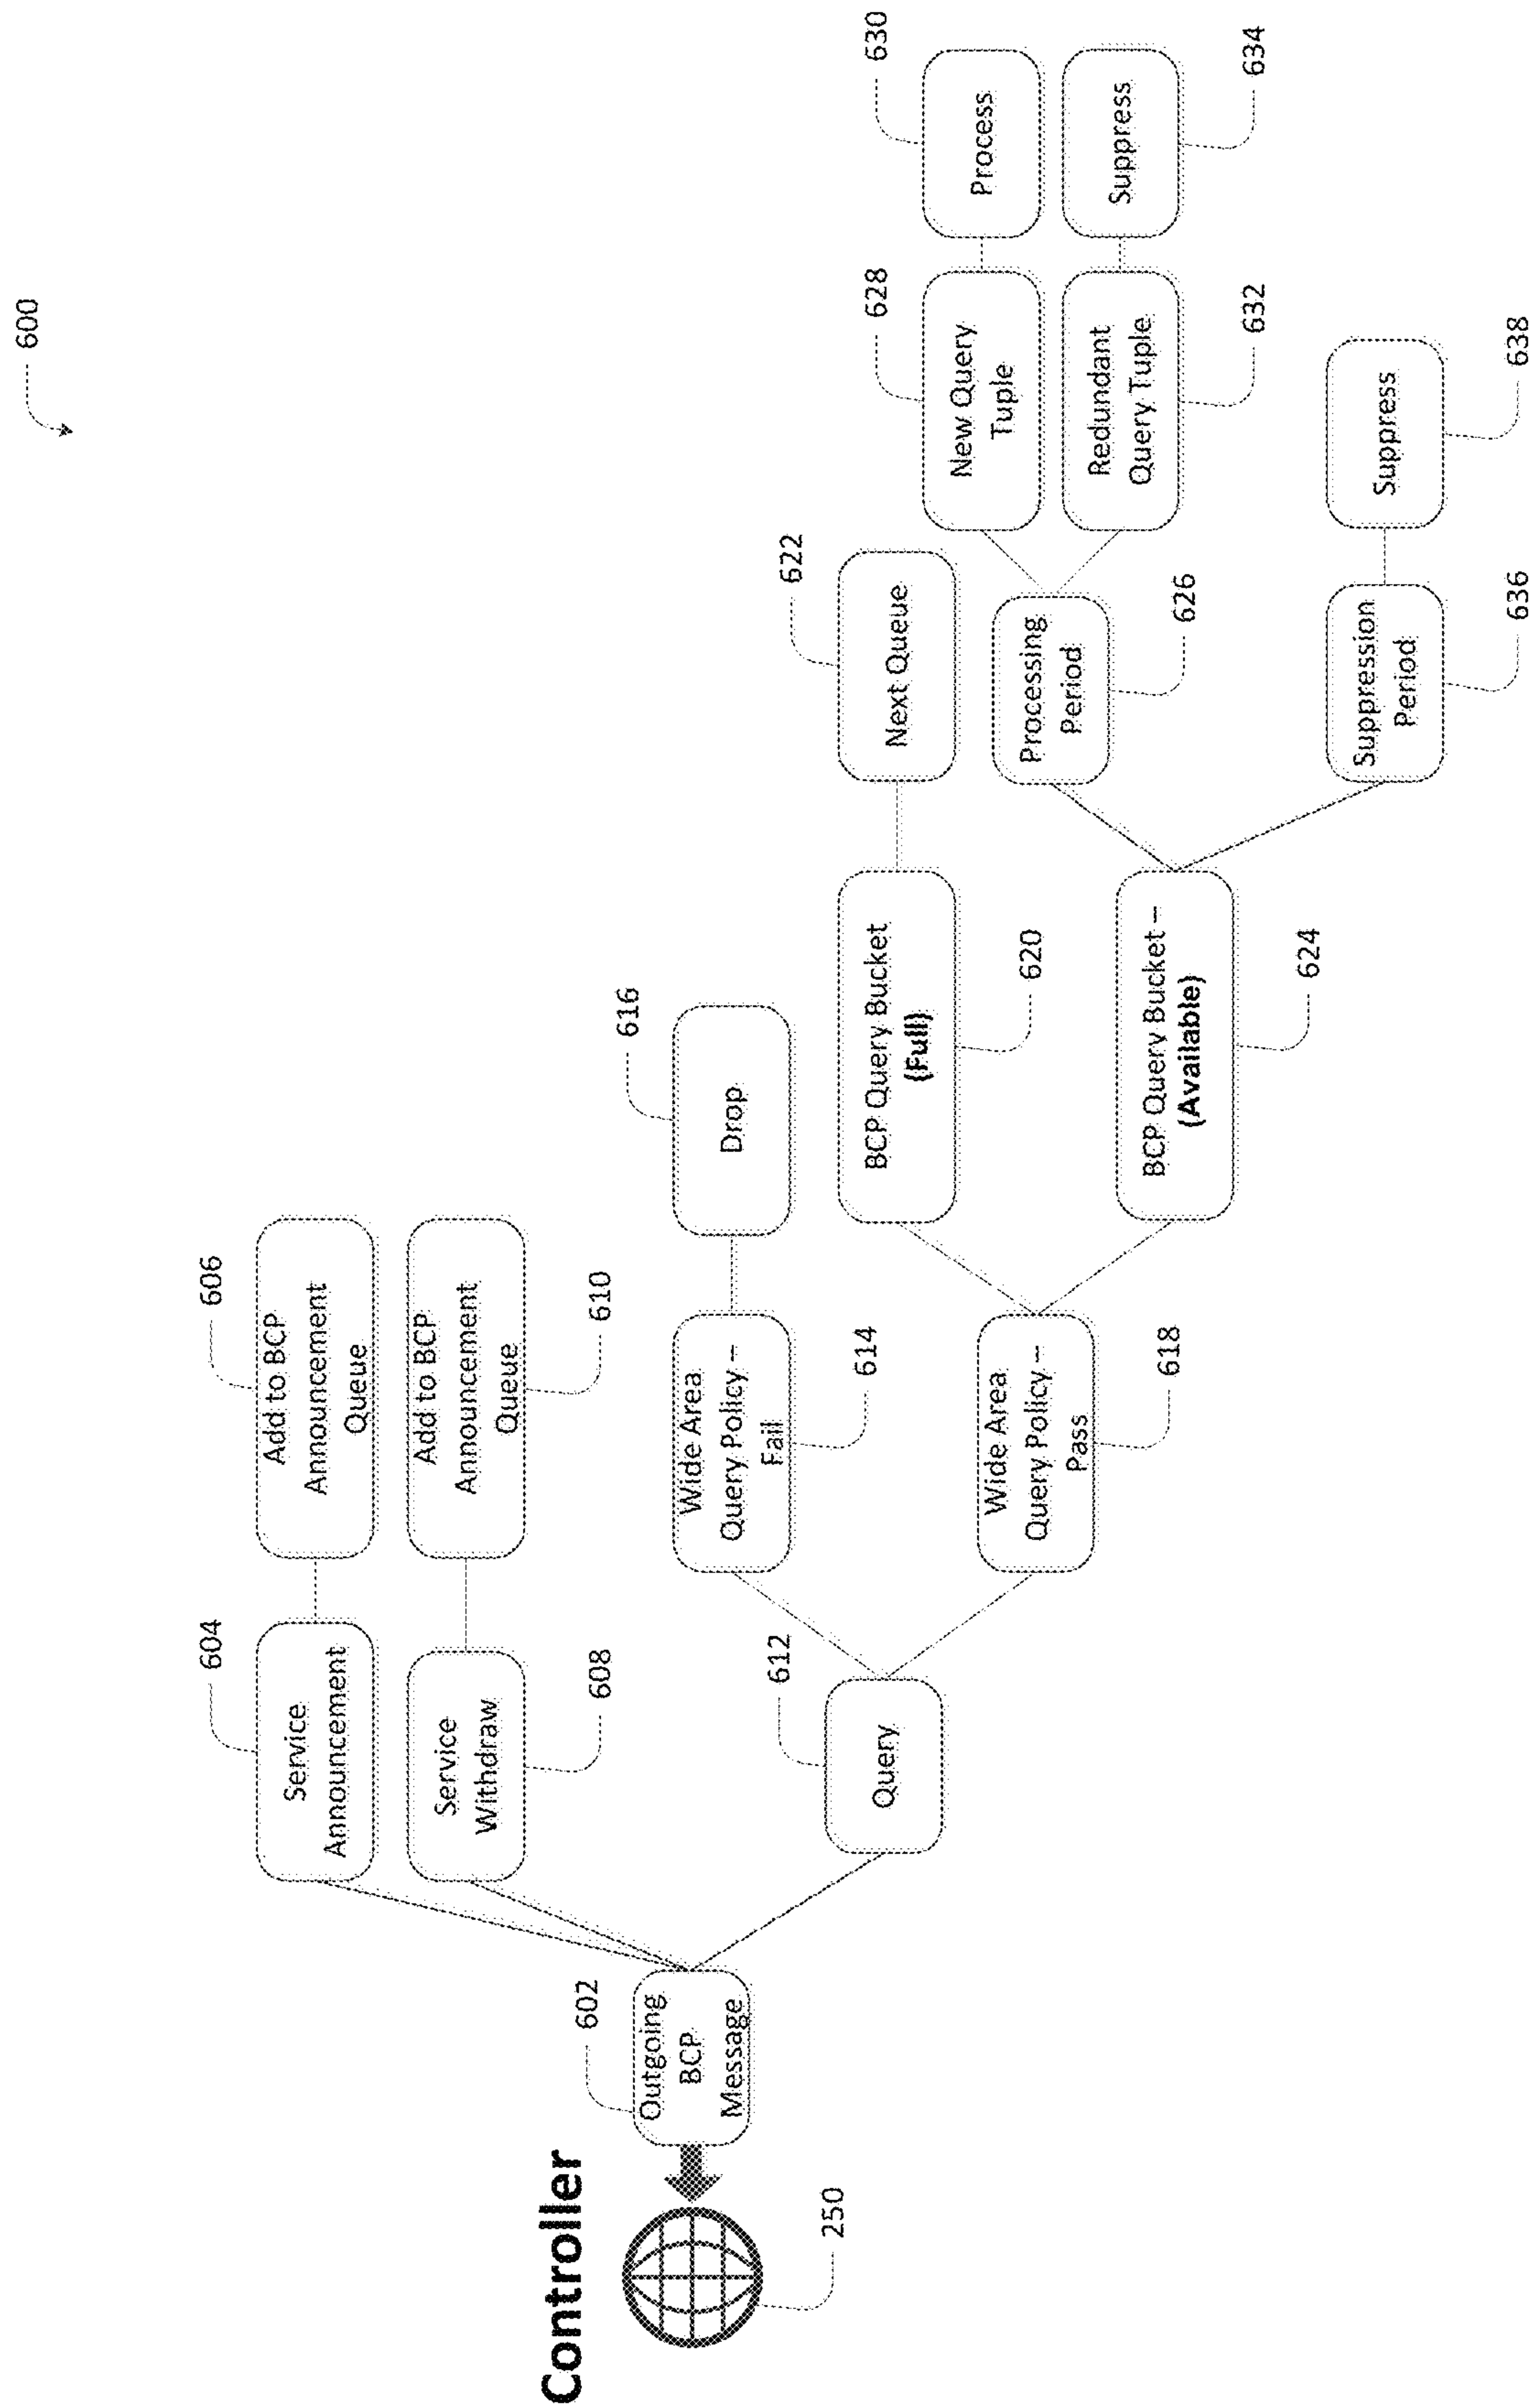 600
Controller
250
602
Outgoing
BCP
Message
604
Service
Announcement
606
Add to BCP
Announcement
Queue
608
Service
Withdraw
610
Add to BCP
Announcement
Queue
612
Query
614
Wide Area
Query Policy –
Fail
616
Drop
618
Wide Area
Query Policy –
Pass
620
BCP Query Bucket
(Full)
622
Next Queue
624
BCP Query Bucket –
(Available)
626
Processing
Period
628
New Query
Tuple
630
Process
632
Redundant
Query Tuple
634
Suppress
636
Suppression
Period
638
Suppress